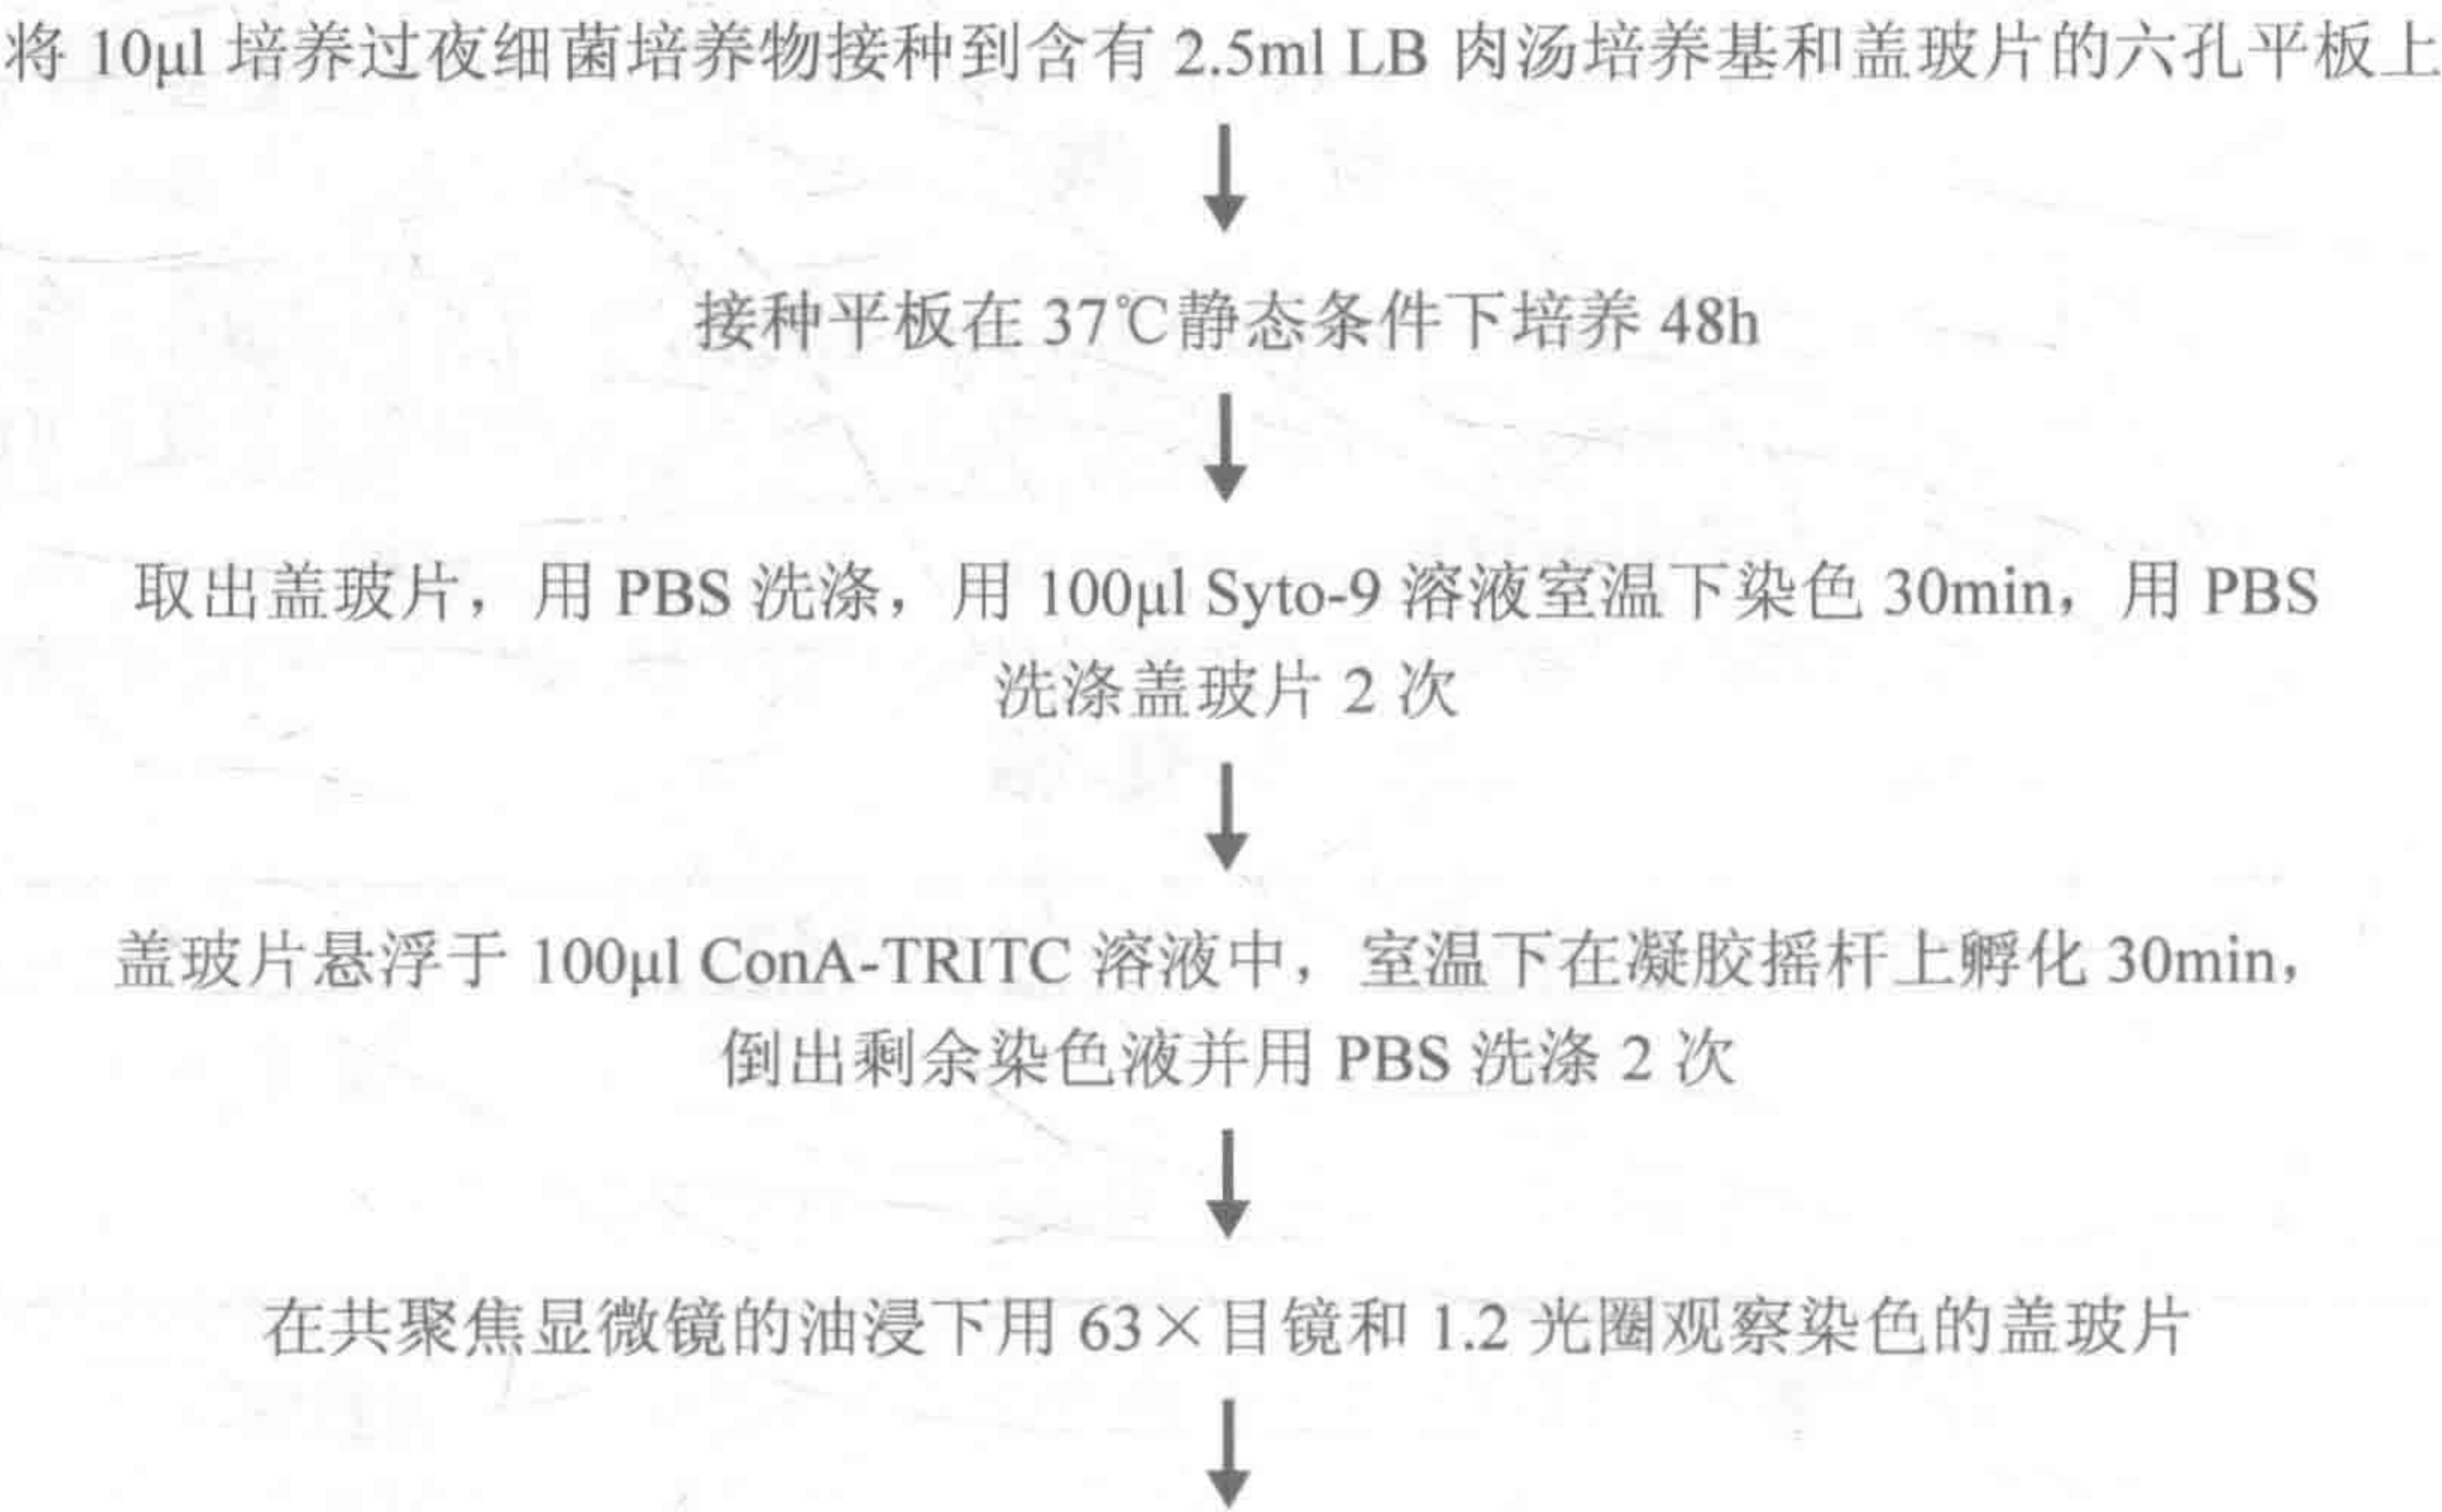 将 10μl 培养过夜细菌培养物接种到含有 2.5ml LB 肉汤培养基和盖玻片的六孔平板上
接种平板在 37℃静态条件下培养 48h
取出盖玻片，用 PBS 洗涤，用 100μl Syto-9 溶液室温下染色 30min，用 PBS
洗涤盖玻片 2 次
盖玻片悬浮于 100μl ConA-TRITC 溶液中，室温下在凝胶摇杆上孵化 30min，
倒出剩余染色液并用 PBS 洗涤 2 次
在共聚焦显微镜的油浸下用 63×目镜和 1.2 光圈观察染色的盖玻片